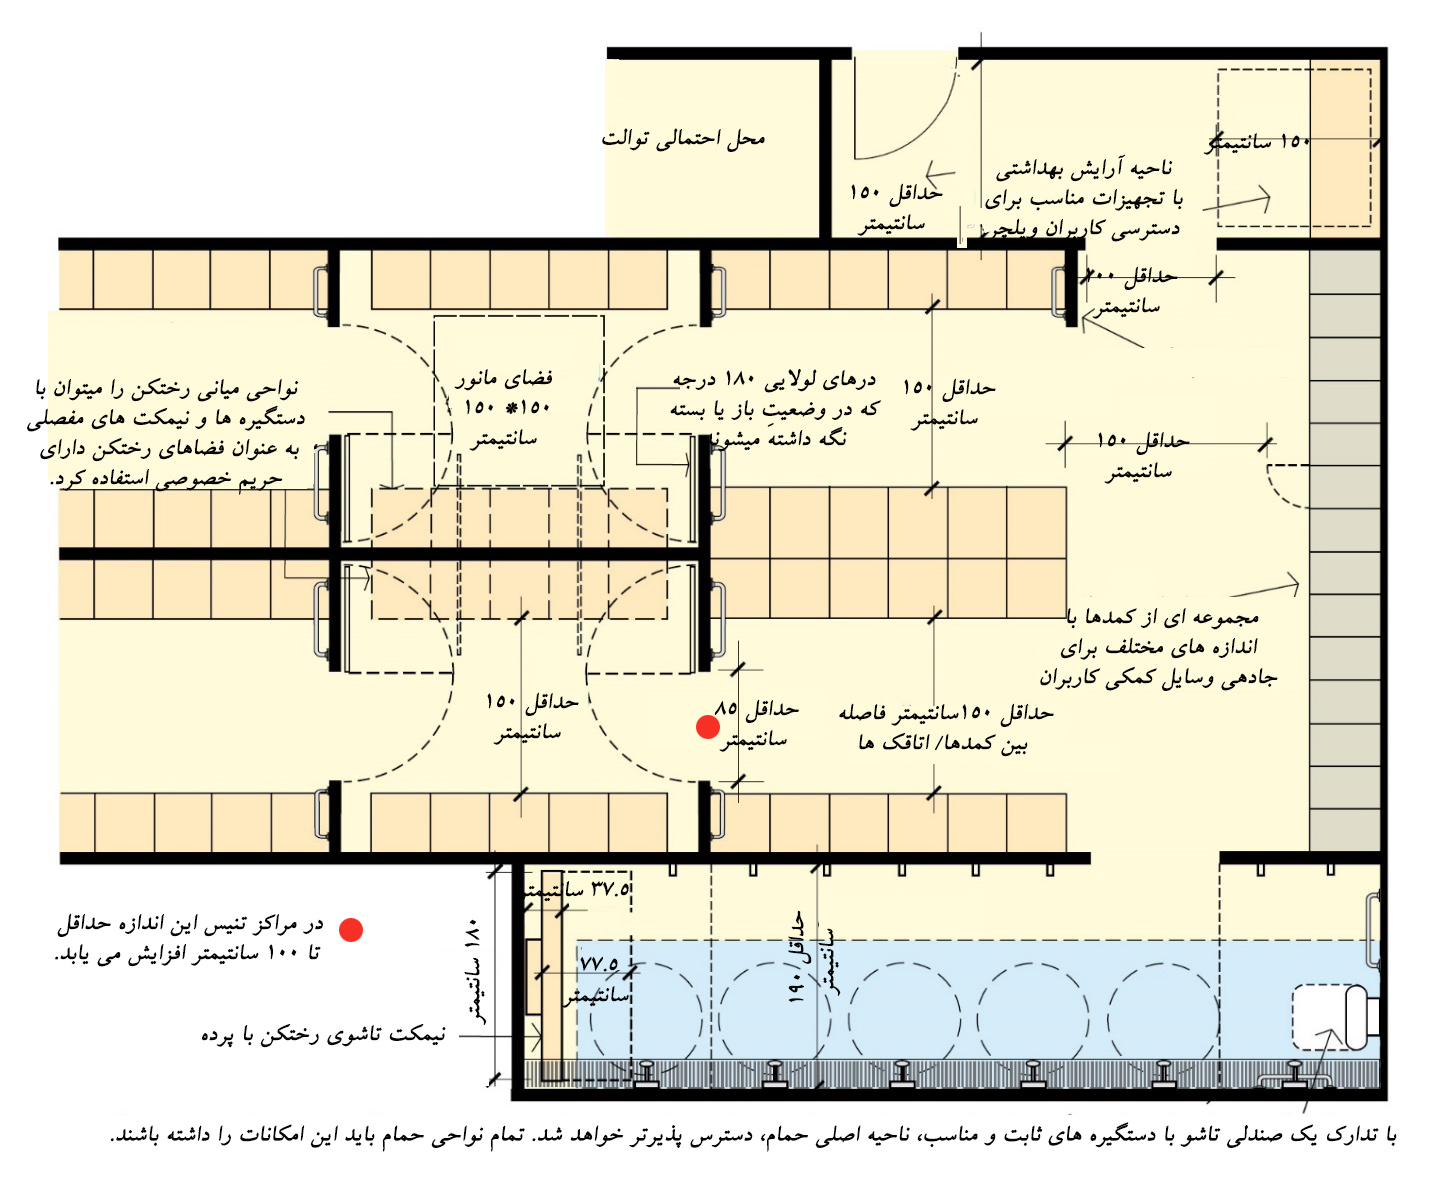 محل احتمالی توالت
۱۵۰ سانتیمتر
ناحیه آرایش بهداشتی
با تجهیزات مناسب برای
دسترسی کاربران ویلچر
حداقل ۱۵۰
سانتیمتر
حداقل ۱۰۰
سانتیمتر
نواحی میانی رختکن را میتوان با
دستگیره ها و نیمکت های مفصلی
به عنوان فضاهای رختکن دارای
حریم خصوصی استفاده کرد.
فضای مانور
۱۵۰* ۱۵۰
سانتیمتر
درهای لولایی ۱۸۰ درجه
که در وضعیتِ باز یا بسته
نگه داشته میشوند
حداقل ۱۵۰
سانتیمتر
حداقل ۱۵۰
سانتیمتر
مجموعه ای از کمدها با
اندازه های مختلف برای
جادهی وسایل کمکی کاربران
حداقل ۱۵۰
سانتیمتر
حداقل ۸۵
سانتیمتر
حداقل ۱۵۰سانتیمتر فاصله
بین کمدها/ اتاقک ها
۳۷.۵ سانتیمتر
در مراکز تنیس این اندازه حداقل
تا ۱۰۰ سانتیمتر افزایش می یابد.
۱۸۰ سانتیمتر
حداقل ۱۹۰
سانتیمتر
۷۷.۵
سانتیمتر
نیمکت تاشوی رختکن با پرده
با تدارک یک صندلی تاشو با دستگیره های ثابت و مناسب، ناحیه اصلی حمام، دسترس پذیرتر خواهد شد. تمام نواحی حمام باید این امکانات را داشته باشند.